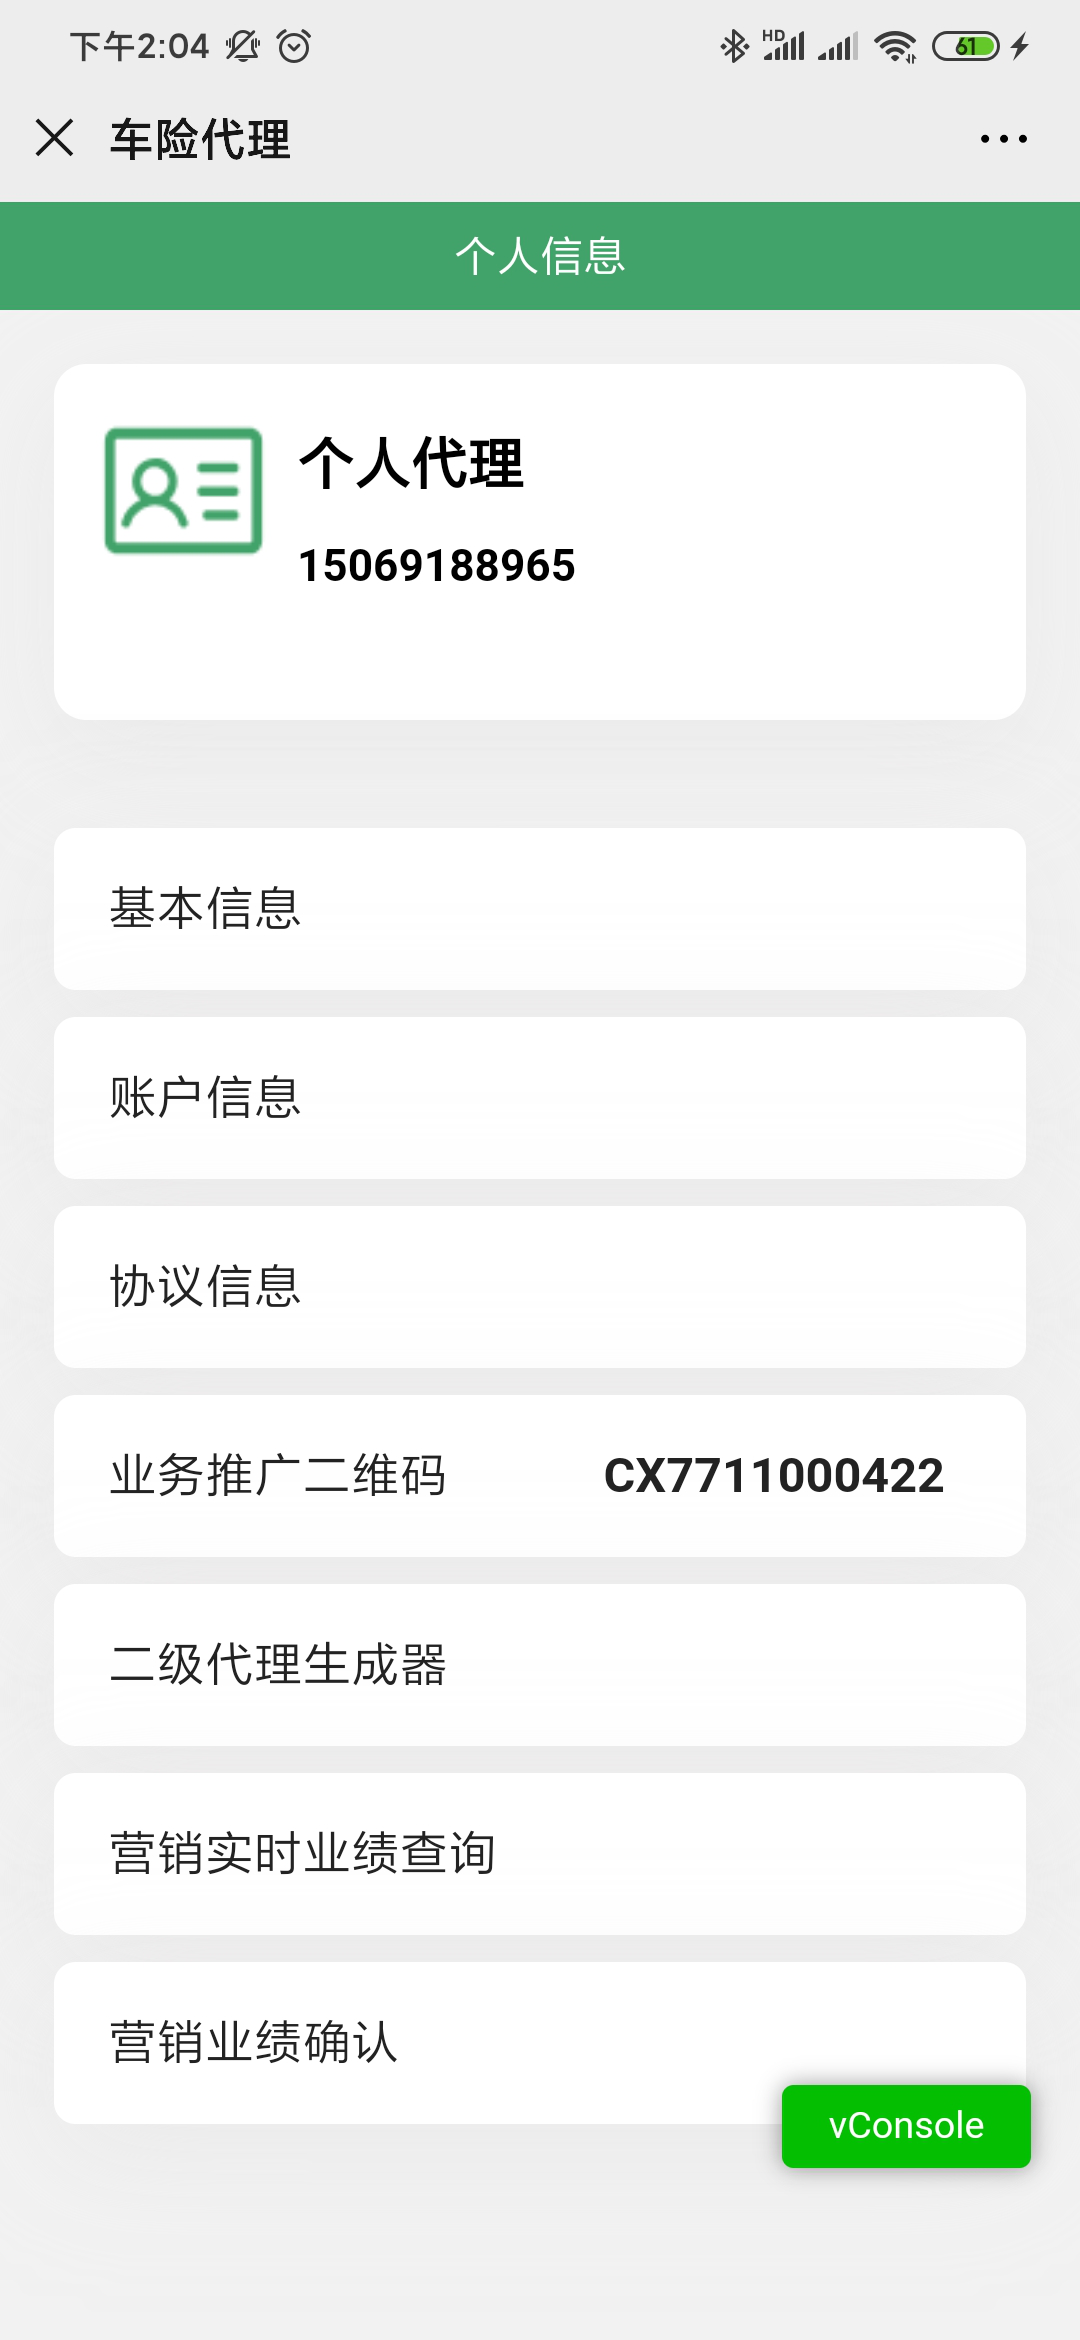 下午2:04 HD 61
车险代理
个人信息
个人代理
15069188965
基本信息
账户信息
协议信息
业务推广二维码 CX7711000422
二级代理生成器
营销实时业绩查询
营销业绩确认
vConsole